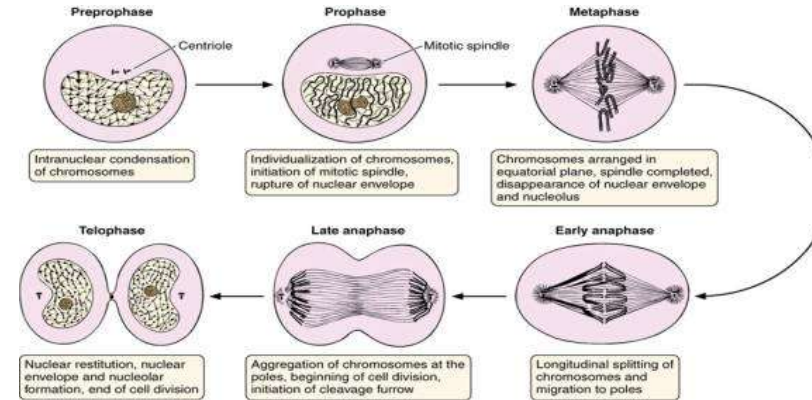 Preprophase
Prophase
Metaphase
Centriole
Mitotic spindle
Intranuclear condensation
of chromosomes
Individualization of chromosomes,
initiation of mitotic spindle,
rupture of nuclear envelope
Chromosomes arranged in
equatorial plane, spindle completed,
disappearance of nuclear envelope
and nucleolus
Telophase
Late anaphase
Early anaphase
Nuclear restitution, nuclear
envelope and nucleolar
formation, end of cell division
Aggregation of chromosomes at the
poles, beginning of cell division,
initiation of cleavage furrow
Longitudinal splitting of
chromosomes and
migration to poles